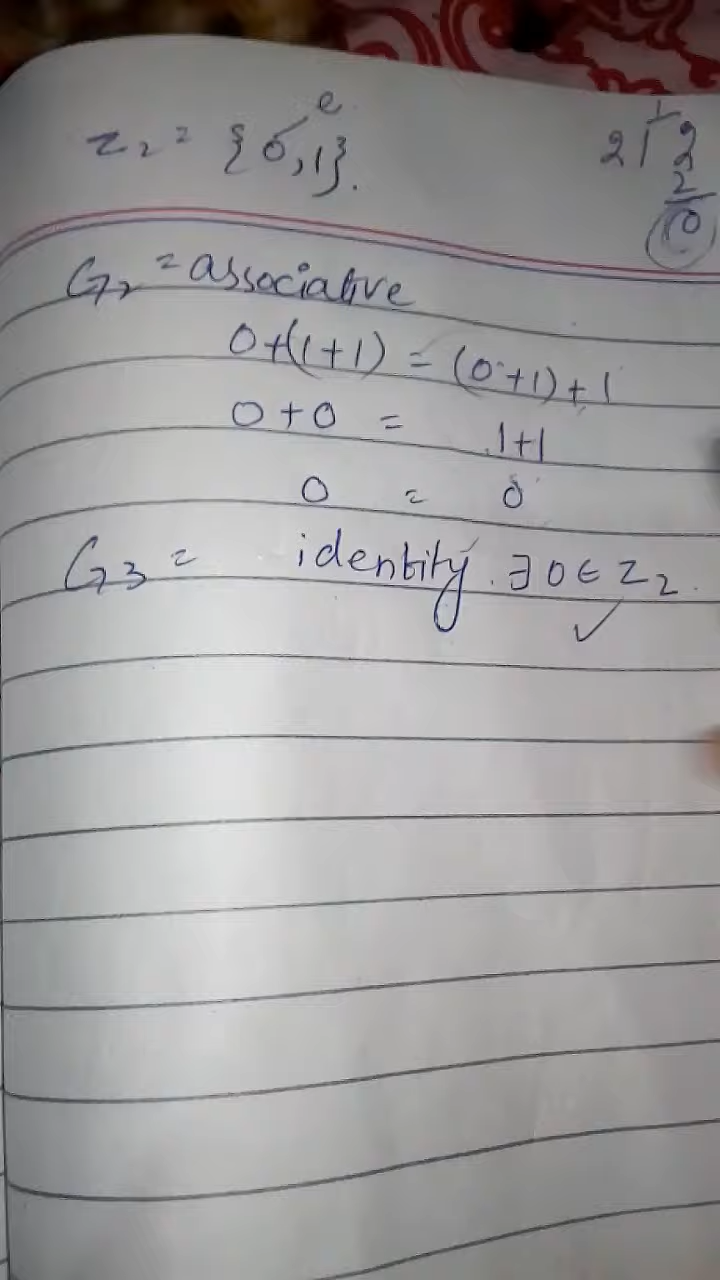 e
Z₂ = {0, 1}.
1
2 2
2
0
G₂ = associative
0+(1+1) = (0+1)+1
0+0 = 1+1
0 = 0
G₃ = identity. ∃ 0 ∈ Z₂.
✓